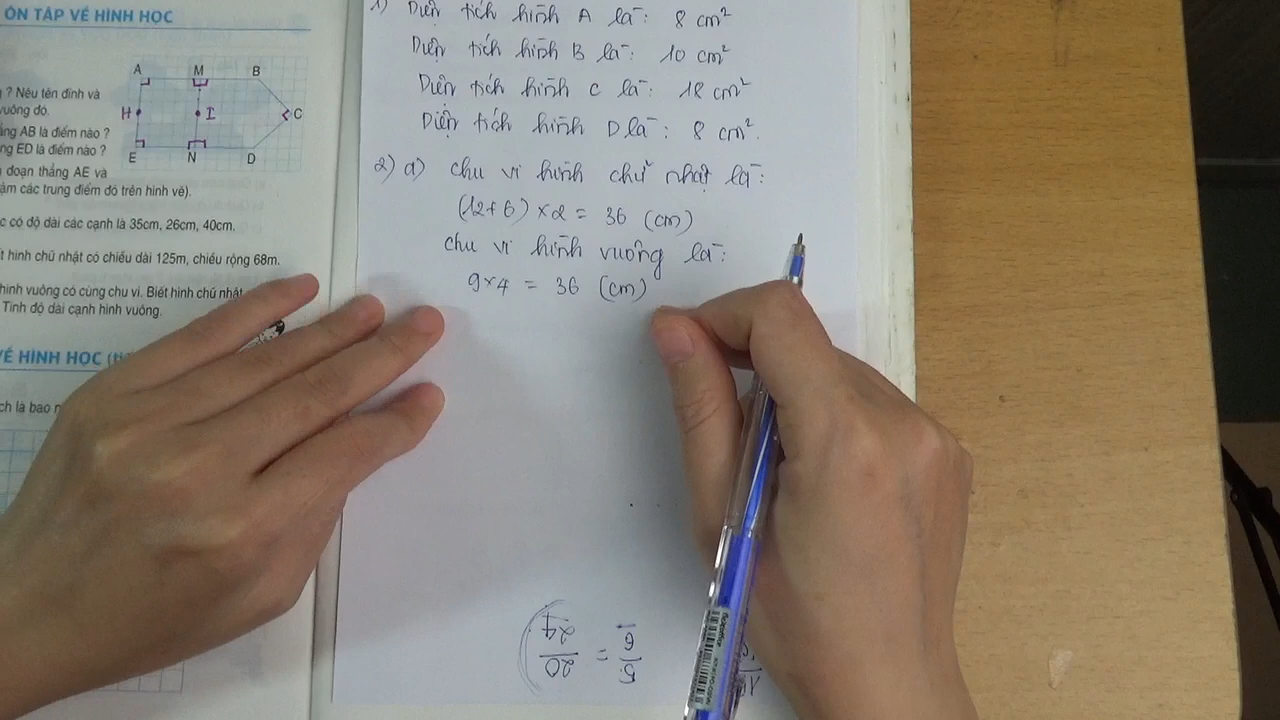 ÔN TẬP VỀ HÌNH HỌC
A M B
? Nêu tên đỉnh và
H I C
vuông đó.
AB là điểm nào ?
ED là điểm nào ?
E N D
đoạn thẳng AE và
các trung điểm đó trên hình vẽ).
có độ dài các cạnh là 35cm, 26cm, 40cm.
hình chữ nhật có chiều dài 125m, chiều rộng 68m.
hình vuông có cùng chu vi. Biết hình chữ nhật
Tính độ dài cạnh hình vuông.
VỀ HÌNH HỌC
là bao
1) Diện tích hình A là: 8 cm²
Diện tích hình B là: 10 cm²
Diện tích hình C là: 18 cm²
Diện tích hình D là: 8 cm².
2) a) Chu vi hình chữ nhật là:
(12+6) × 2 = 36 (cm)
Chu vi hình vuông là:
9×4 = 36 (cm)
5/6 = 20/24